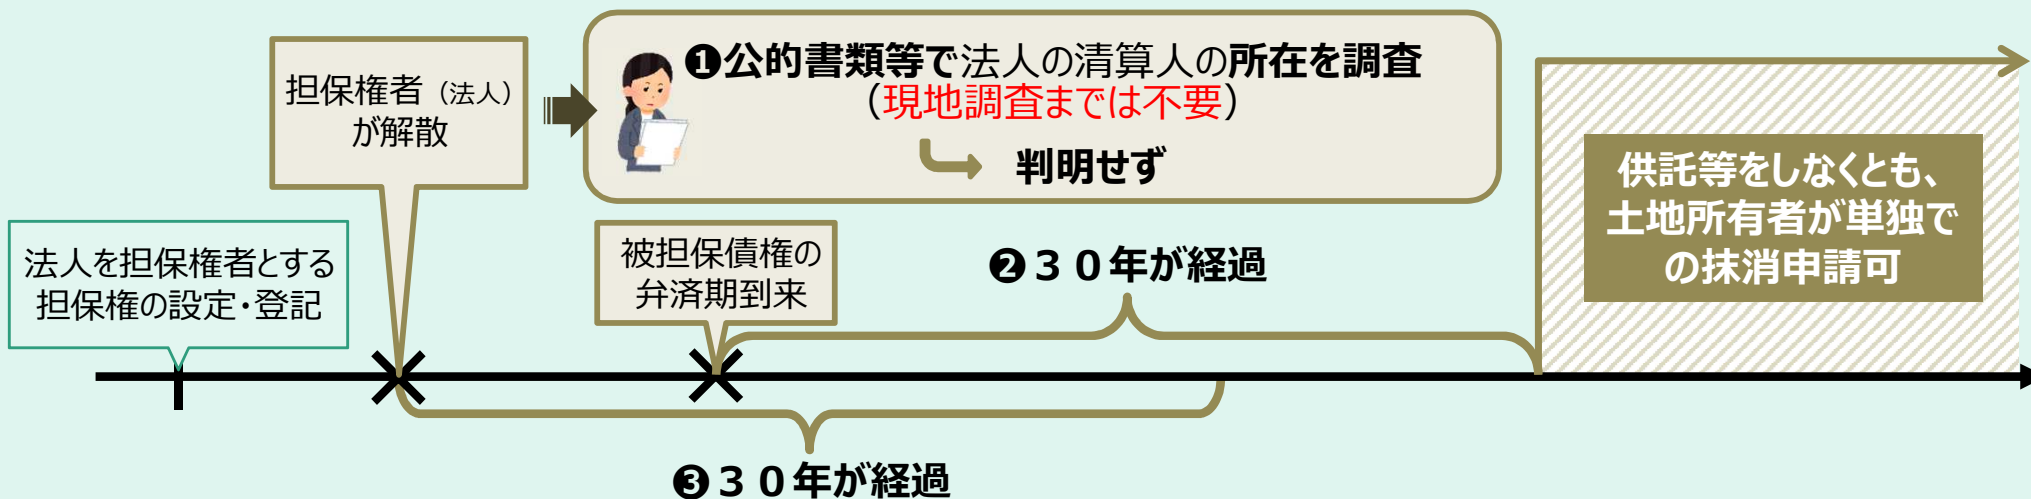 担保権者（法人）
が解散
❶公的書類等で法人の清算人の所在を調査
（現地調査までは不要）
判明せず
法人を担保権者とする
担保権の設定・登記
被担保債権の
弁済期到来
❷３０年が経過
供託等をしなくとも、
土地所有者が単独で
の抹消申請可
❸３０年が経過